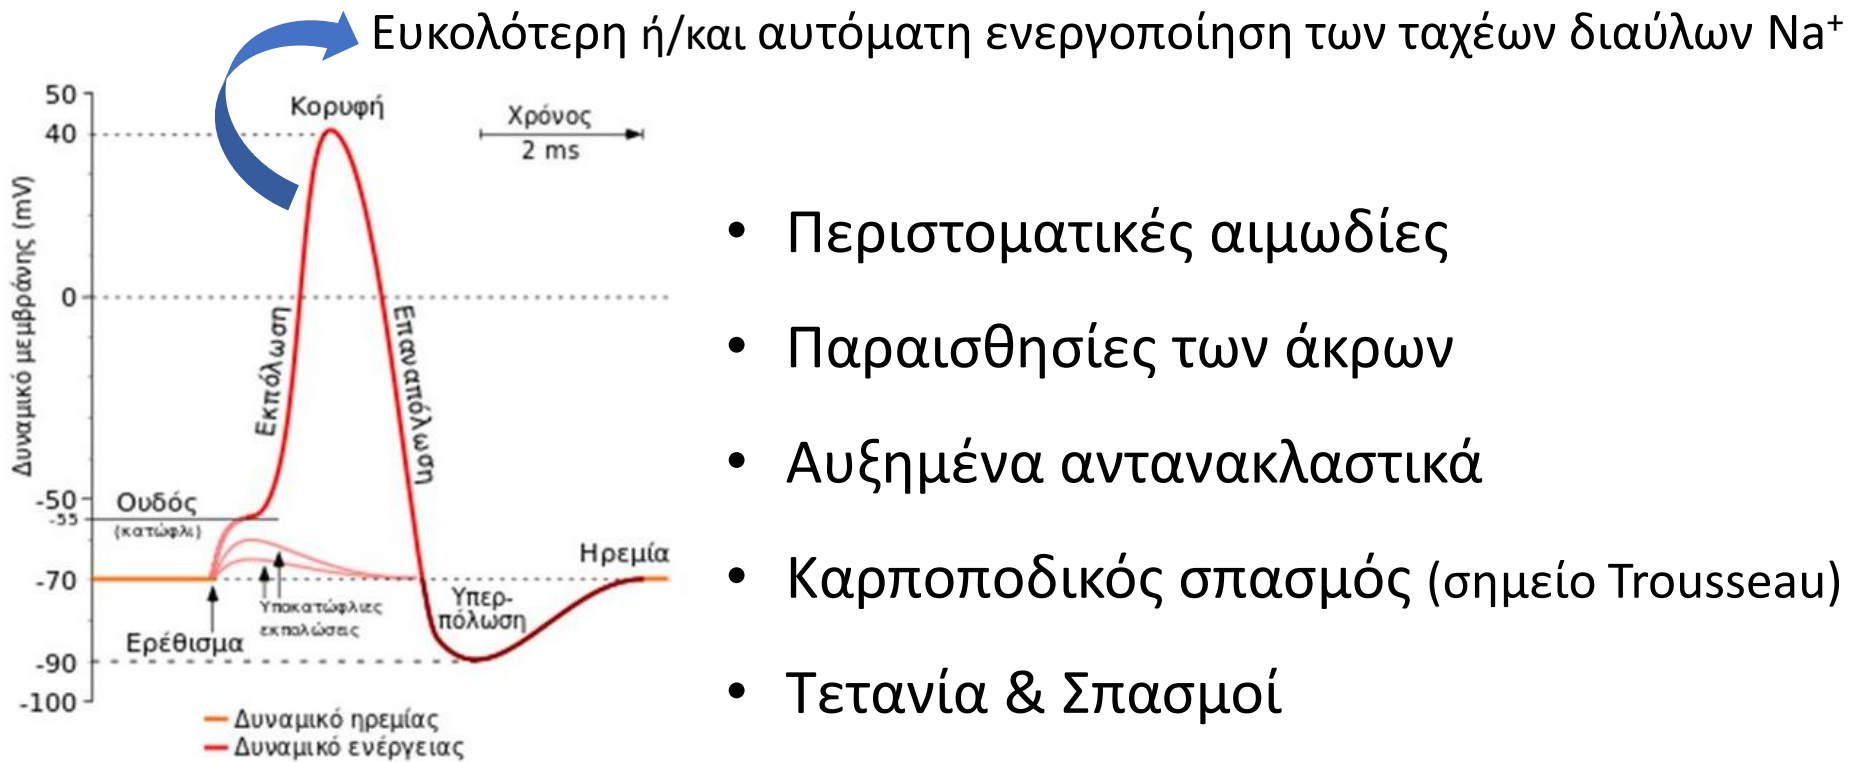 Ευκολότερη ή/και αυτόματη ενεργοποίηση των ταχέων διαύλων Na⁺
50
40
0
-50
-55
-70
-90
-100
Δυναμικό μεμβράνης (mV)
Κορυφή
Χρόνος
2 ms
Εκπόλωση
Επαναπόλωση
Ουδός
(κατώφλι)
Ηρεμία
Υποκατώφλιες
εκπολώσεις
Υπερ-
πόλωση
Ερέθισμα
Δυναμικό ηρεμίας
Δυναμικό ενέργειας
• Περιστοματικές αιμωδίες
• Παραισθησίες των άκρων
• Αυξημένα αντανακλαστικά
• Καρποποδικός σπασμός (σημείο Trousseau)
• Τετανία & Σπασμοί